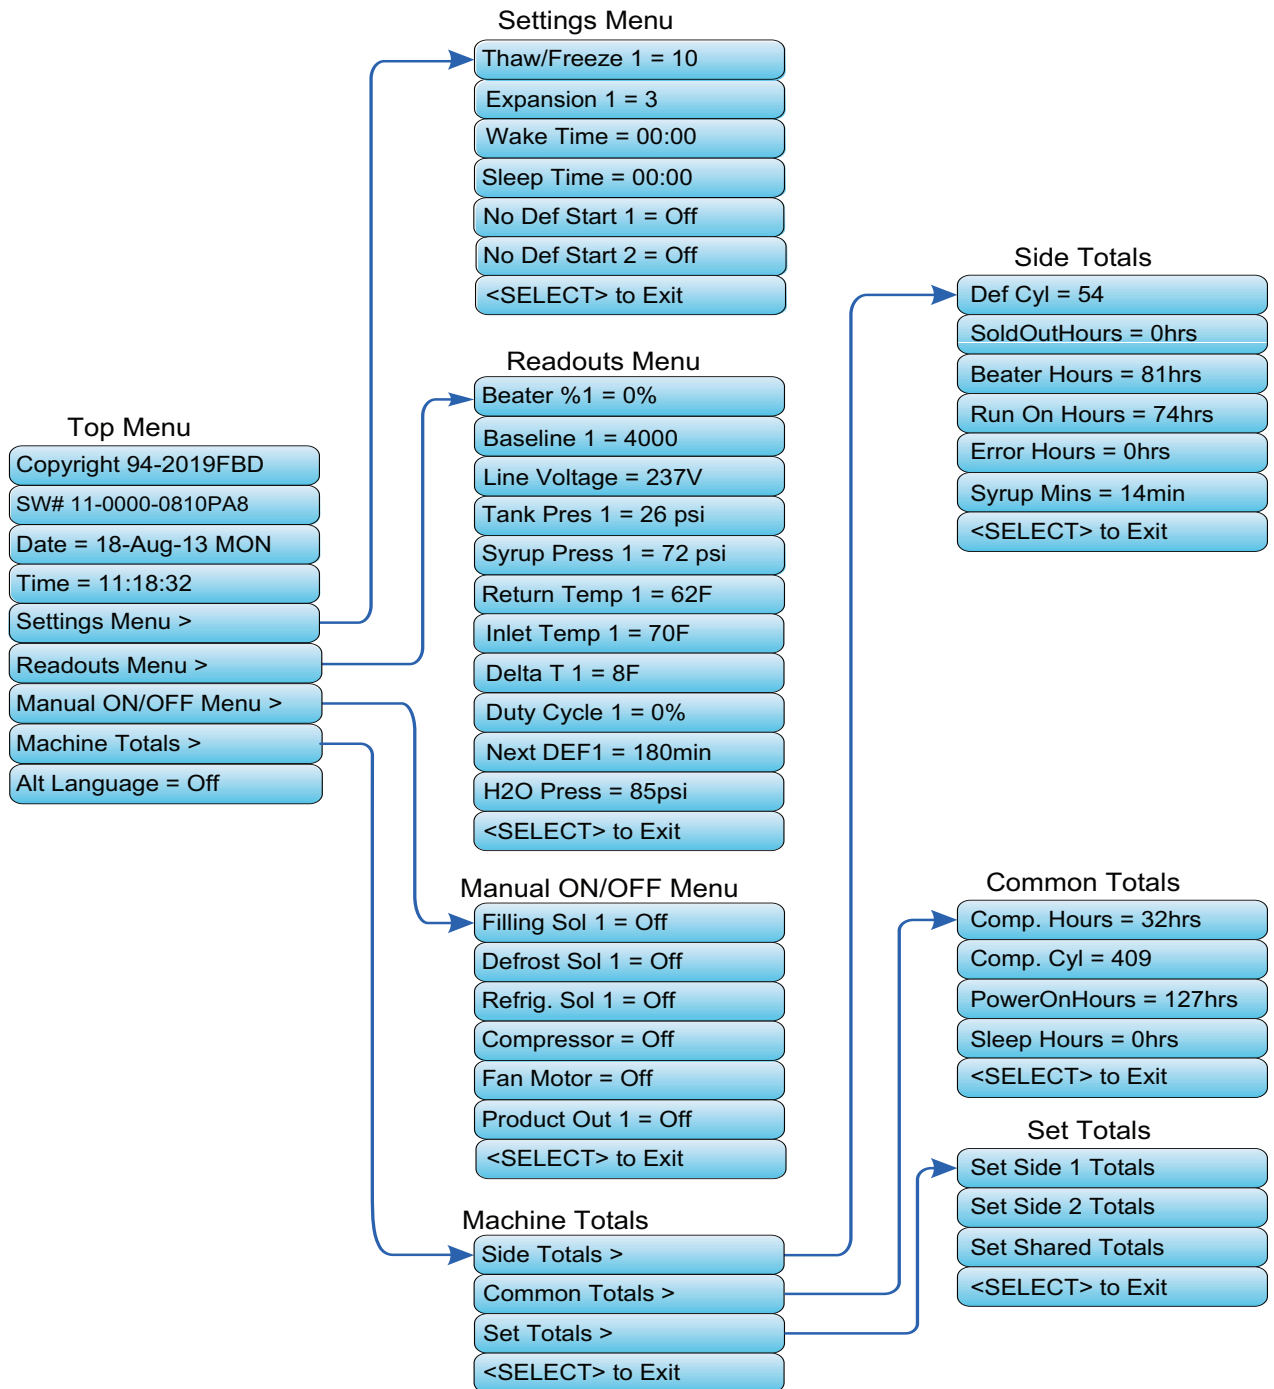 Top Menu
Copyright 94-2019FBD
SW# 11-0000-0810PA8
Date = 18-Aug-13 MON
Time = 11:18:32
Settings Menu >
Readouts Menu >
Manual ON/OFF Menu >
Machine Totals >
Alt Language = Off
Settings Menu
Thaw/Freeze 1 = 10
Expansion 1 = 3
Wake Time = 00:00
Sleep Time = 00:00
No Def Start 1 = Off
No Def Start 2 = Off
<SELECT> to Exit
Readouts Menu
Beater %1 = 0%
Baseline 1 = 4000
Line Voltage = 237V
Tank Pres 1 = 26 psi
Syrup Press 1 = 72 psi
Return Temp 1 = 62F
Inlet Temp 1 = 70F
Delta T 1 = 8F
Duty Cycle 1 = 0%
Next DEF1 = 180min
H2O Press = 85psi
<SELECT> to Exit
Manual ON/OFF Menu
Filling Sol 1 = Off
Defrost Sol 1 = Off
Refrig. Sol 1 = Off
Compressor = Off
Fan Motor = Off
Product Out 1 = Off
<SELECT> to Exit
Machine Totals
Side Totals >
Common Totals >
Set Totals >
<SELECT> to Exit
Side Totals
Def Cyl = 54
SoldOutHours = 0hrs
Beater Hours = 81hrs
Run On Hours = 74hrs
Error Hours = 0hrs
Syrup Mins = 14min
<SELECT> to Exit
Common Totals
Comp. Hours = 32hrs
Comp. Cyl = 409
PowerOnHours = 127hrs
Sleep Hours = 0hrs
<SELECT> to Exit
Set Totals
Set Side 1 Totals
Set Side 2 Totals
Set Shared Totals
<SELECT> to Exit